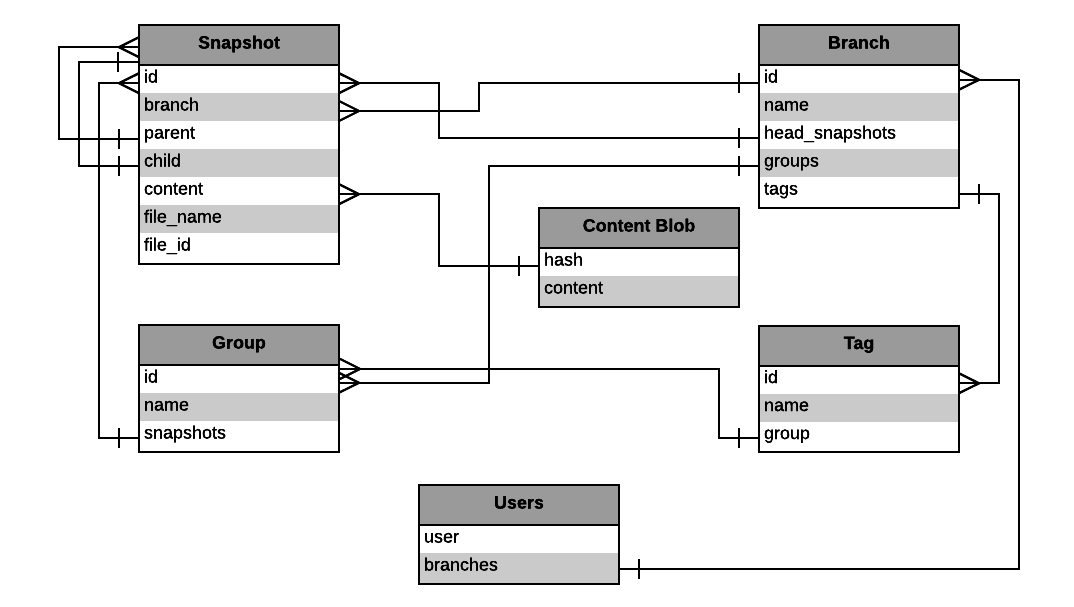 Snapshot
id
branch
parent
child
content
file_name
file_id
Branch
id
name
head_snapshots
groups
tags
Content Blob
hash
content
Group
id
name
snapshots
Tag
id
name
group
Users
user
branches